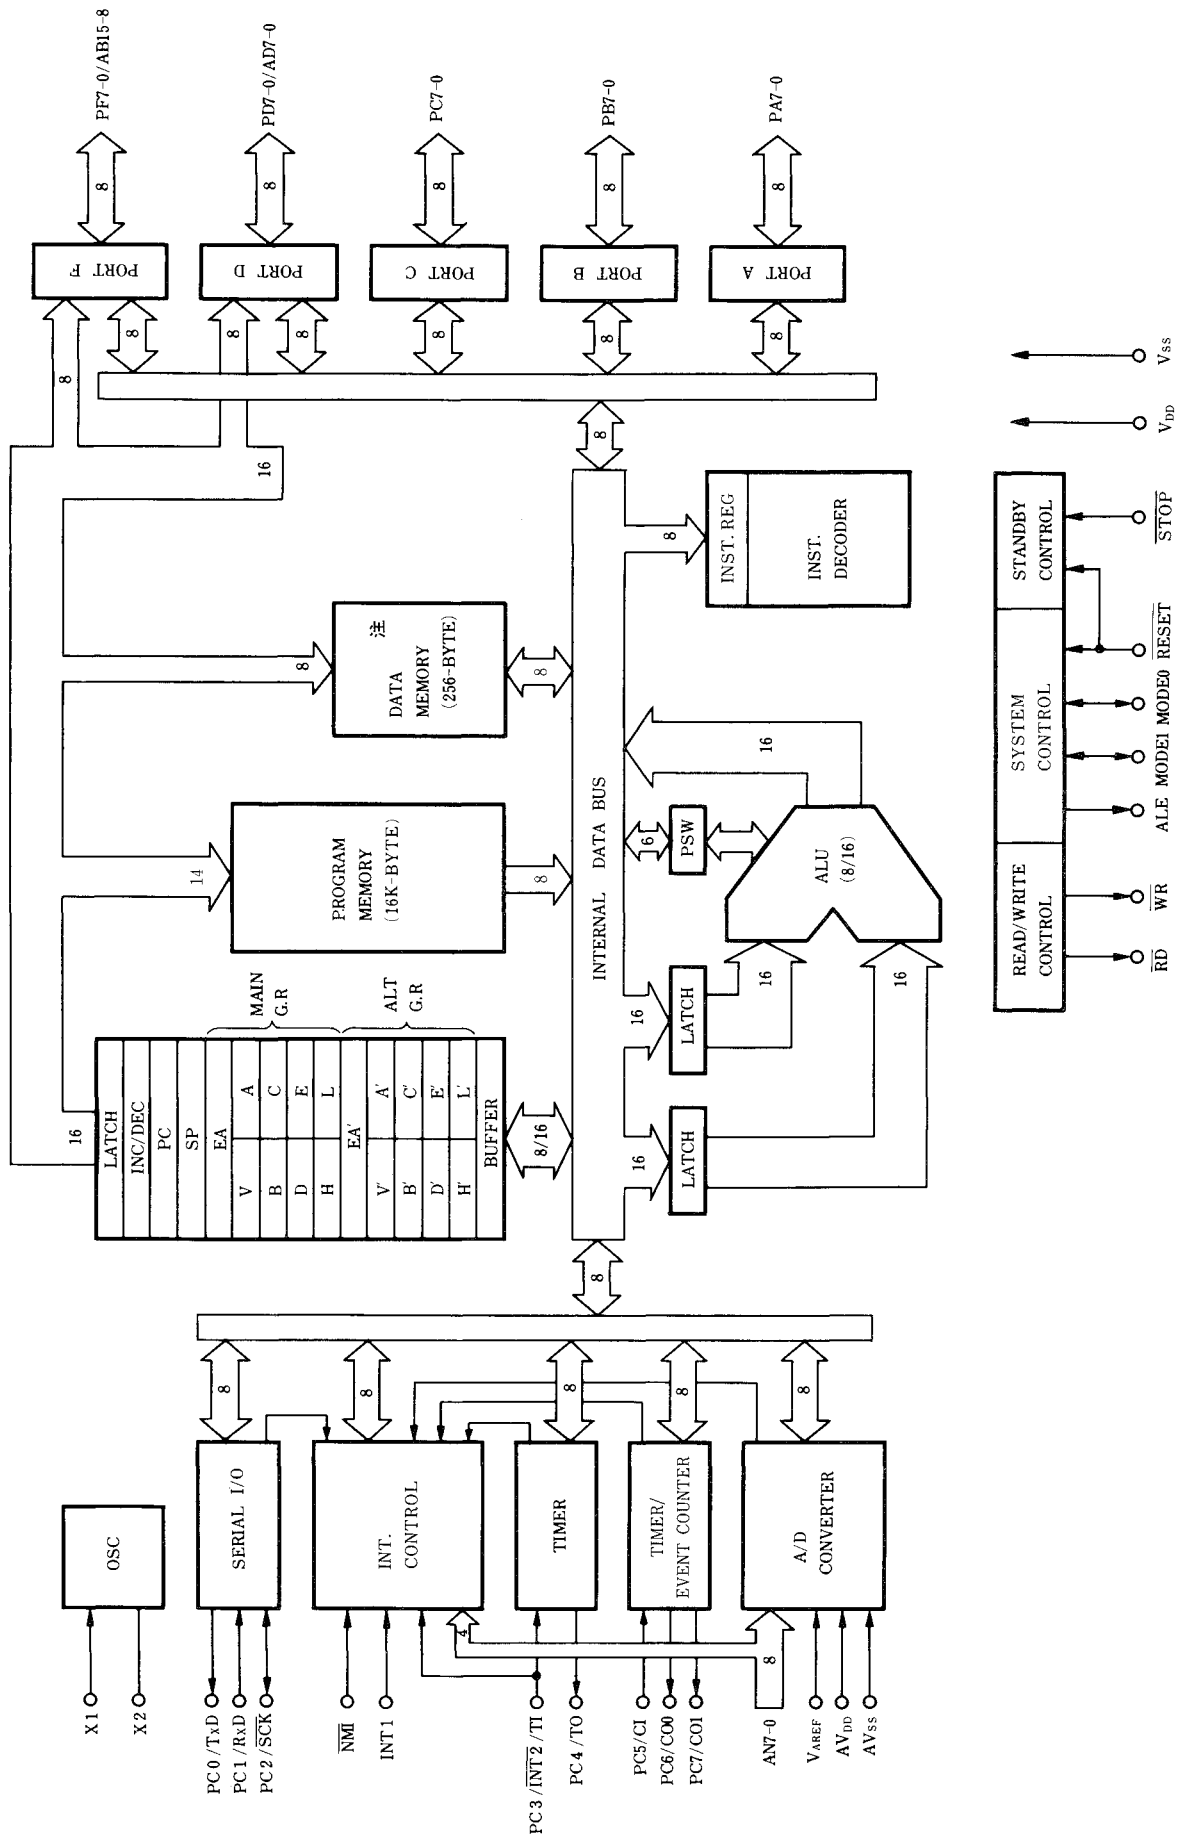 X1
X2
OSC
PC0/TxD
PC1/RxD
PC2/SCK
SERIAL I/O
8
NMI
INT1
INT.
CONTROL
8
4
PC3/INT2/TI
PC4/TO
TIMER
8
PC5/CI
PC6/CO0
PC7/CO1
TIMER/
EVENT COUNTER
8
AN7-0
8
VAREF
AVDD
AVSS
A/D
CONVERTER
8
8
16
LATCH
INC/DEC
PC
SP
EA
V A
B C
D E
H L
EA'
V' A'
B' C'
D' E'
H' L'
BUFFER
MAIN
G.R
ALT
G.R
8/16
14
PROGRAM
MEMORY
(16K-BYTE)
8
8
注
DATA
MEMORY
(256-BYTE)
8
16
INTERNAL DATA BUS
16
LATCH
16
LATCH
16
16
6
PSW
ALU
(8/16)
16
8
INST. REG
INST.
DECODER
8
8
8
PORT F
8
PF7-0/AB15-8
8
8
PORT D
8
PD7-0/AD7-0
8
PORT C
8
PC7-0
8
PORT B
8
PB7-0
8
PORT A
8
PA7-0
READ/WRITE
CONTROL
SYSTEM
CONTROL
STANDBY
CONTROL
RD
WR
ALE
MODE1
MODE0
RESET
STOP
VDD
VSS